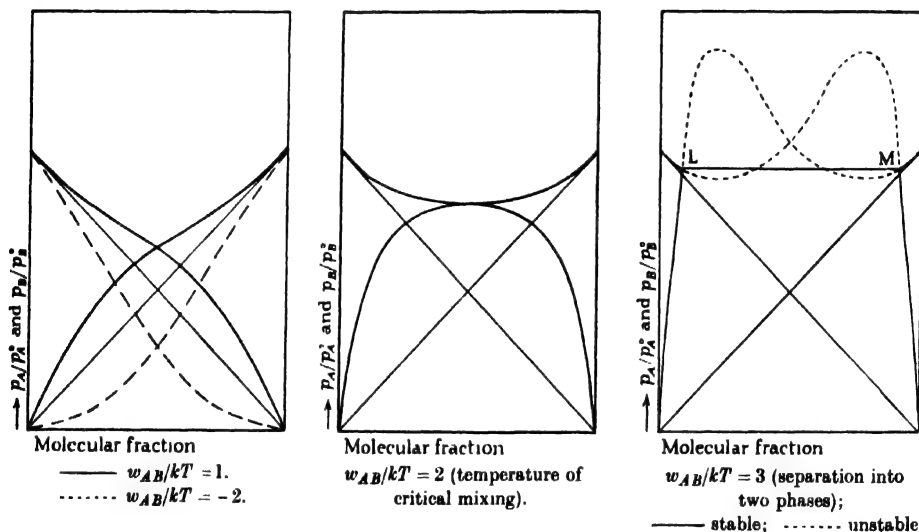 p_A/p_A° and p_B/p_B°
Molecular fraction
w_AB/kT = 1.
w_AB/kT = -2.
p_A/p_A° and p_B/p_B°
Molecular fraction
w_AB/kT = 2 (temperature of
critical mixing).
L
M
p_A/p_A° and p_B/p_B°
Molecular fraction
w_AB/kT = 3 (separation into
two phases);
stable; unstable